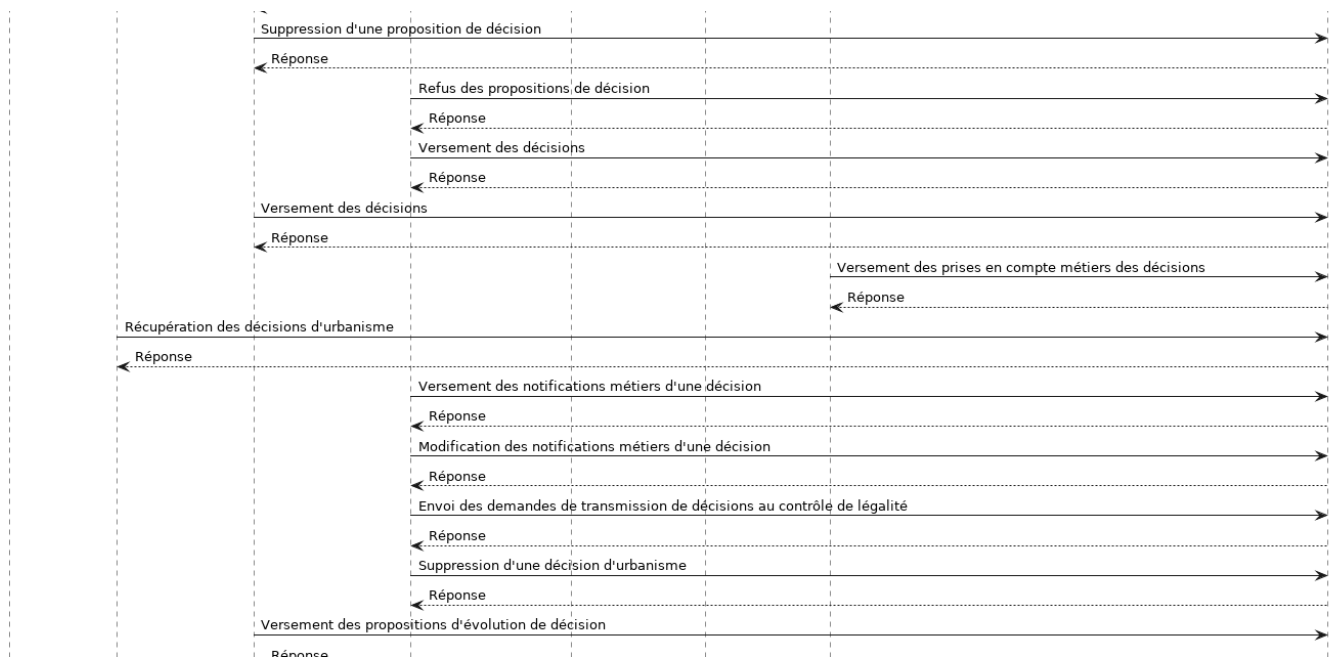 Suppression d'une proposition de décision
Réponse
Refus des propositions de décision
Réponse
Versement des décisions
Réponse
Versement des décisions
Réponse
Versement des prises en compte métiers des décisions
Réponse
Récupération des décisions d'urbanisme
Réponse
Versement des notifications métiers d'une décision
Réponse
Modification des notifications métiers d'une décision
Réponse
Envoi des demandes de transmission de décisions au contrôle de légalité
Réponse
Suppression d'une décision d'urbanisme
Réponse
Versement des propositions d'évolution de décision
Réponse